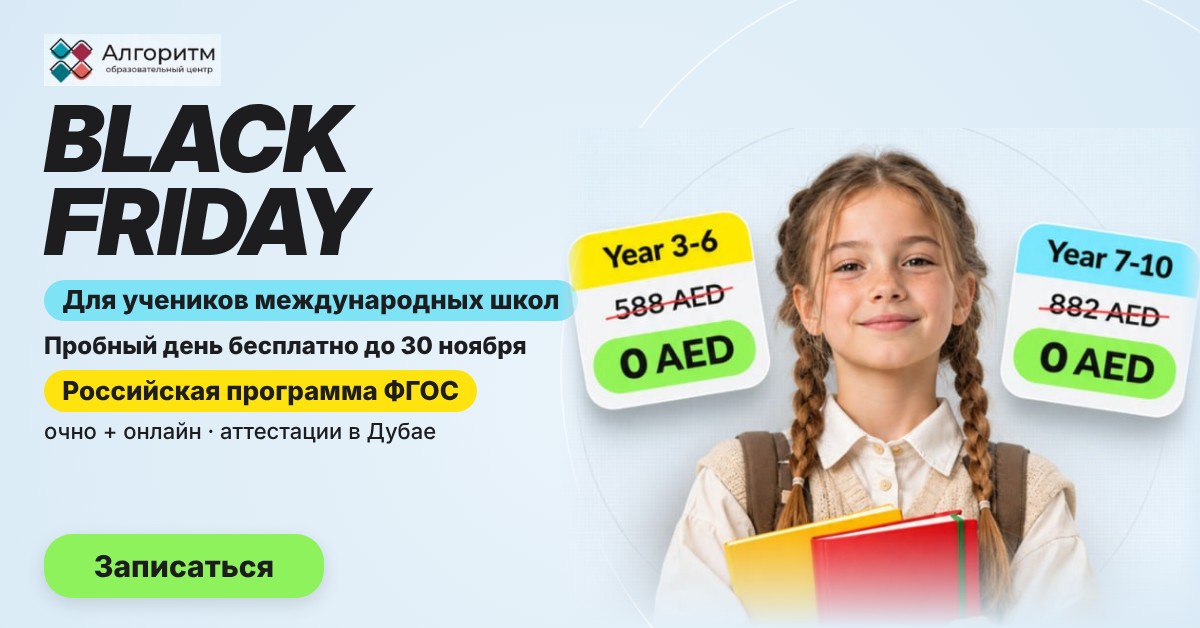 Алгоритм
образовательный центр
BLACK
FRIDAY
Для учеников международных школ
Пробный день бесплатно до 30 ноября
Российская программа ФГОС
очно + онлайн · аттестации в Дубае
Записаться
Year 3-6
588 AED
0 AED
Year 7-10
882 AED
0 AED